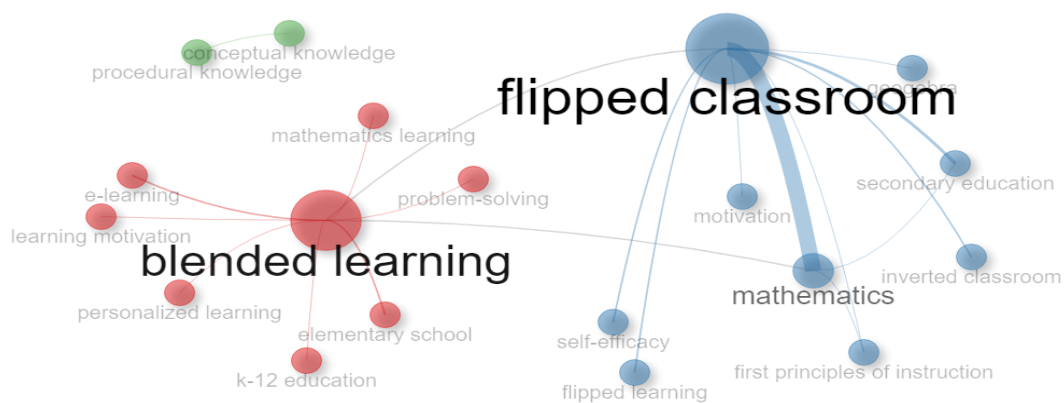 conceptual knowledge
procedural knowledge
flipped classroom
geogebra
mathematics learning
e-learning
problem-solving
secondary education
learning motivation
motivation
blended learning
inverted classroom
mathematics
personalized learning
elementary school
self-efficacy
k-12 education
first principles of instruction
flipped learning